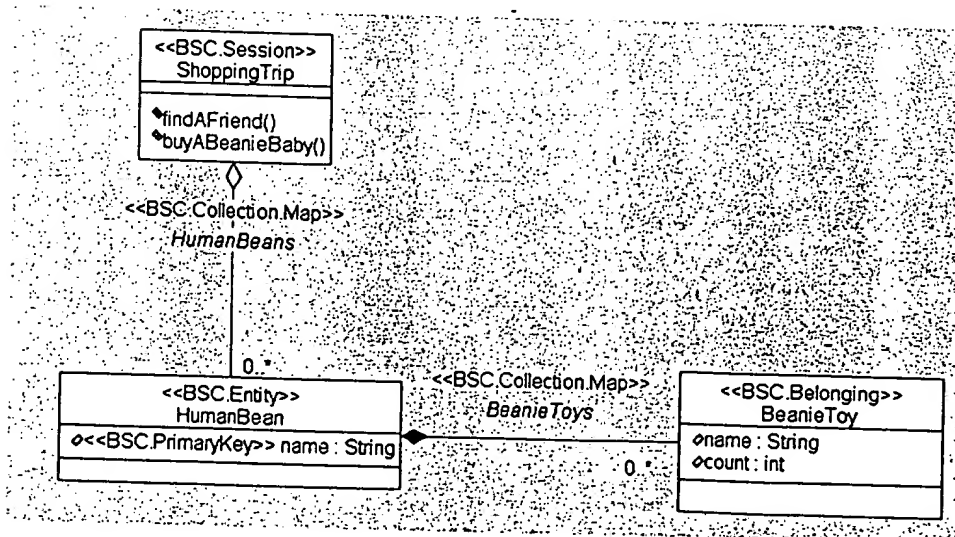 <<BSC.Session>>
ShoppingTrip
findAFriend()
buyABeanieBaby()
<<BSC.Collection.Map>>
HumanBeans
0..*
<<BSC.Entity>>
HumanBean
<<BSC.PrimaryKey>> name : String
<<BSC.Collection.Map>>
BeanieToys
0..*
<<BSC.Belonging>>
BeanieToy
name : String
count : int